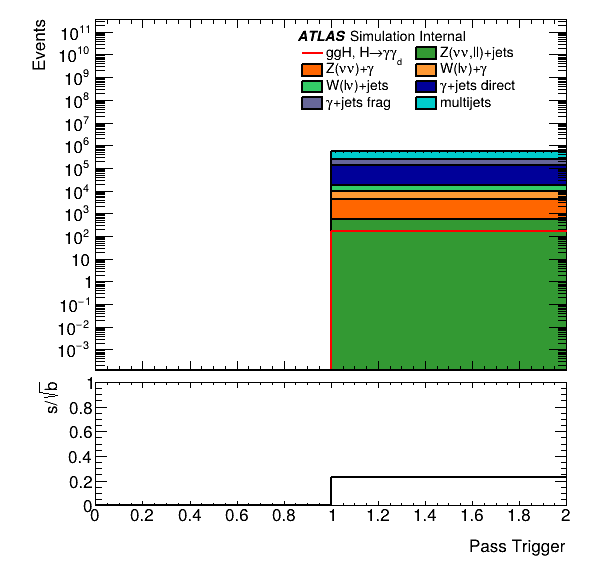 Events
10¹¹
10¹⁰
10⁹
10⁸
10⁷
10⁶
10⁵
10⁴
10³
10²
10
1
10⁻¹
10⁻²
10⁻³
ATLAS Simulation Internal
ggH, H→γγ_d
Z(νν,ll)+jets
Z(νν)+γ
W(lν)+γ
W(lν)+jets
γ+jets direct
γ+jets frag
multijets
s/√b
1
0.8
0.6
0.4
0.2
0
0 0.2 0.4 0.6 0.8 1 1.2 1.4 1.6 1.8 2
Pass Trigger